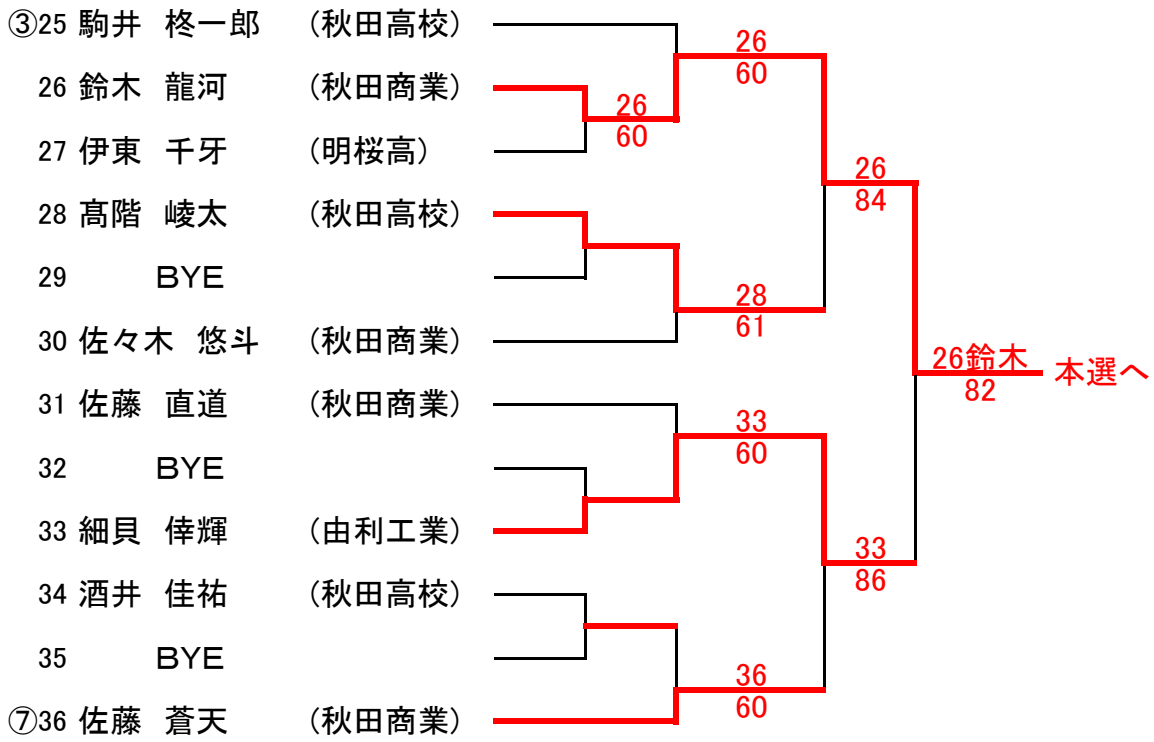 ③25 駒井 柊一郎 (秋田高校)
26 鈴木 龍河 (秋田商業)
27 伊東 千牙 (明桜高)
28 髙階 崚太 (秋田高校)
29 BYE
30 佐々木 悠斗 (秋田商業)
31 佐藤 直道 (秋田商業)
32 BYE
33 細貝 倖輝 (由利工業)
34 酒井 佳祐 (秋田高校)
35 BYE
⑦36 佐藤 蒼天 (秋田商業)
26
60
26
60
28
61
33
60
36
60
26
84
33
86
26鈴木
82
本選へ